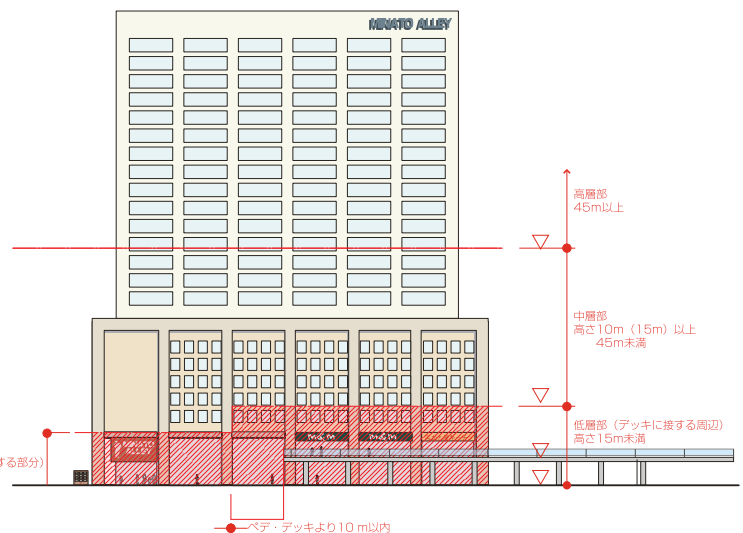 MINATO ALLEY
高層部
45m以上
中層部
高さ10m（15m）以上
45m未満
低層部（デッキに接する周辺）
高さ15m未満
MINATO
ALLEY
する部分）
ペデ・デッキより10m以内